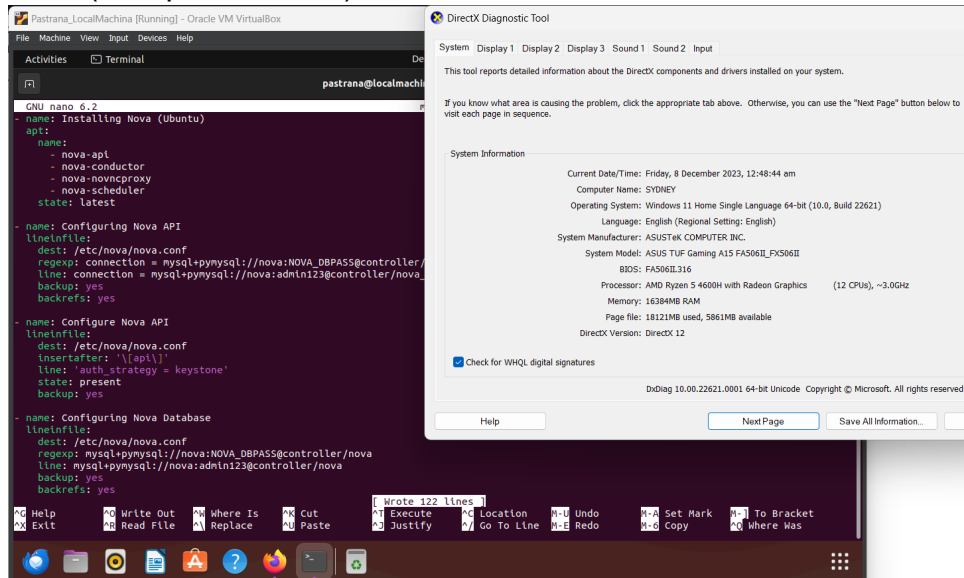 Pastrana_LocalMachina [Running] - Oracle VM VirtualBox
File Machine View Input Devices Help
Activities Terminal De
pastrana@localmachi
GNU nano 6.2
- name: Installing Nova (Ubuntu)
apt:
name:
- nova-api
- nova-conductor
- nova-novncproxy
- nova-scheduler
state: latest
- name: Configuring Nova API
lineinfile:
dest: /etc/nova/nova.conf
regexp: connection = mysql+pymysql://nova:NOVA_DBPASS@controller/
line: connection = mysql+pymysql://nova:admin123@controller/nova_
backup: yes
backrefs: yes
- name: Configure Nova API
lineinfile:
dest: /etc/nova/nova.conf
insertafter: '\[api\]'
line: 'auth_strategy = keystone'
state: present
backup: yes
- name: Configuring Nova Database
lineinfile:
dest: /etc/nova/nova.conf
regexp: mysql+pymysql://nova:NOVA_DBPASS@controller/nova
line: mysql+pymysql://nova:admin123@controller/nova
backup: yes
backrefs: yes
[ Wrote 122 lines ]
^G Help ^O Write Out ^W Where Is ^K Cut ^T Execute ^C Location M-U Undo M-A Set Mark M-] To Bracket
^X Exit ^R Read File ^\ Replace ^U Paste ^J Justify ^/ Go To Line M-E Redo M-6 Copy ^Q Where Was
DirectX Diagnostic Tool
System Display 1 Display 2 Display 3 Sound 1 Sound 2 Input
This tool reports detailed information about the DirectX components and drivers installed on your system.
If you know what area is causing the problem, click the appropriate tab above. Otherwise, you can use the "Next Page" button below to
visit each page in sequence.
System Information
Current Date/Time: Friday, 8 December 2023, 12:48:44 am
Computer Name: SYDNEY
Operating System: Windows 11 Home Single Language 64-bit (10.0, Build 22621)
Language: English (Regional Setting: English)
System Manufacturer: ASUSTeK COMPUTER INC.
System Model: ASUS TUF Gaming A15 FA506II_FX506II
BIOS: FA506II.316
Processor: AMD Ryzen 5 4600H with Radeon Graphics (12 CPUs), ~3.0GHz
Memory: 16384MB RAM
Page file: 18121MB used, 5861MB available
DirectX Version: DirectX 12
Check for WHQL digital signatures
DxDiag 10.00.22621.0001 64-bit Unicode Copyright © Microsoft. All rights reserved
Help Next Page Save All Information...